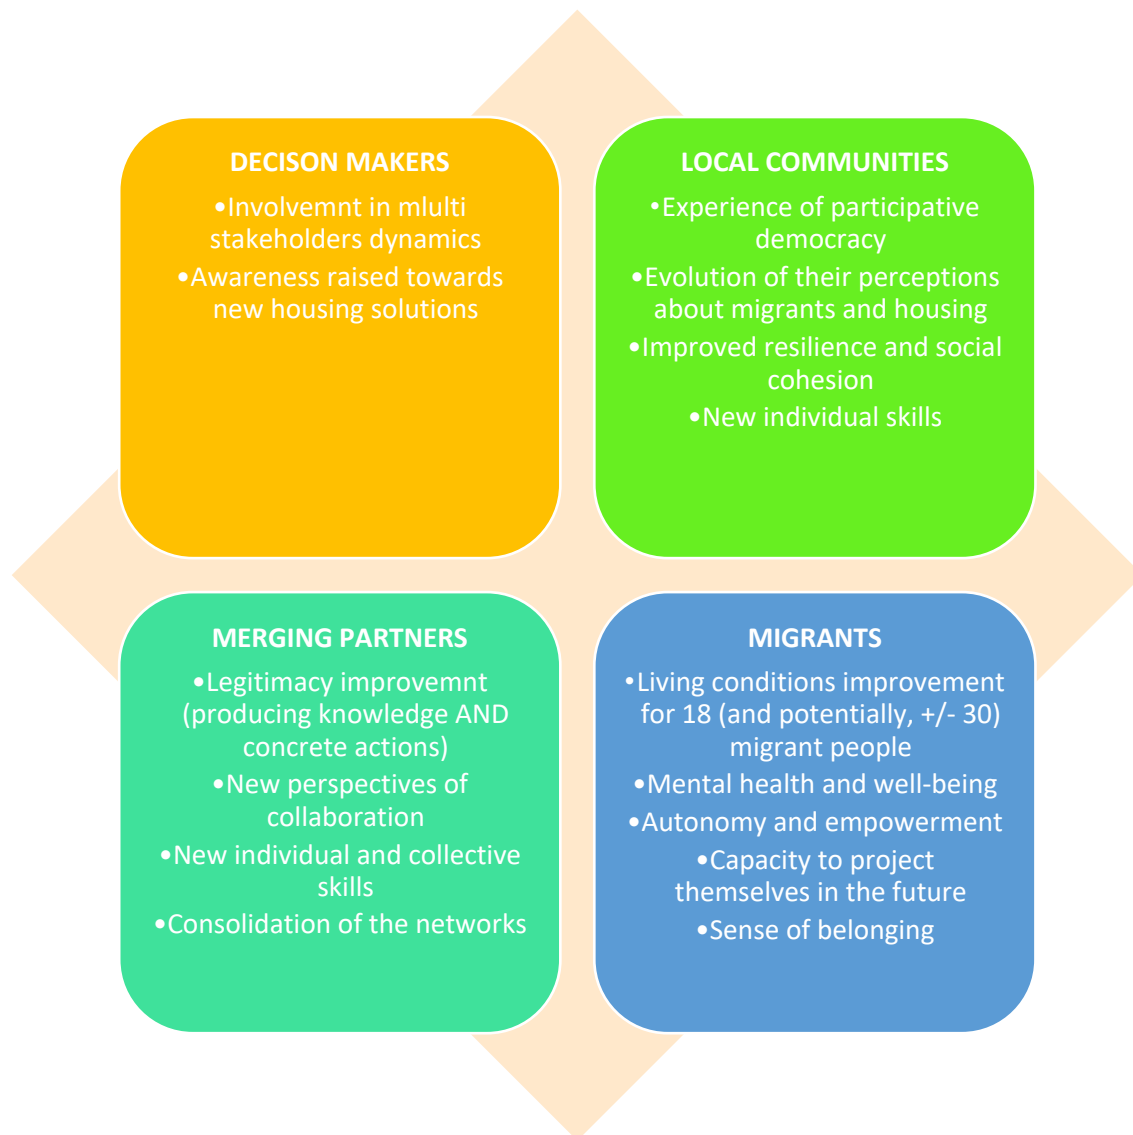 DECISON MAKERS
•Involvemnt in mlulti
stakeholders dynamics
•Awareness raised towards
new housing solutions
LOCAL COMMUNITIES
•Experience of participative
democracy
•Evolution of their perceptions
about migrants and housing
•Improved resilience and social
cohesion
•New individual skills
MERGING PARTNERS
•Legitimacy improvemnt
(producing knowledge AND
concrete actions)
•New perspectives of
collaboration
•New individual and collective
skills
•Consolidation of the networks
MIGRANTS
•Living conditions improvement
for 18 (and potentially, +/- 30)
migrant people
•Mental health and well-being
•Autonomy and empowerment
•Capacity to project
themselves in the future
•Sense of belonging